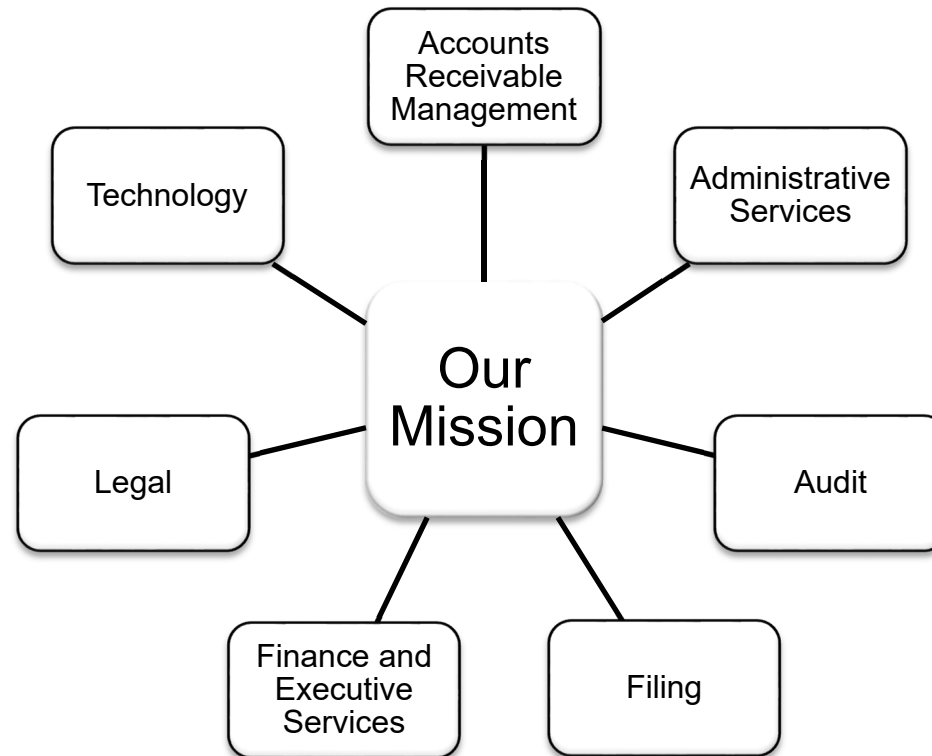 Accounts
Receivable
Management
Administrative
Services
Technology
Our
Mission
Legal
Audit
Finance and
Executive
Services
Filing